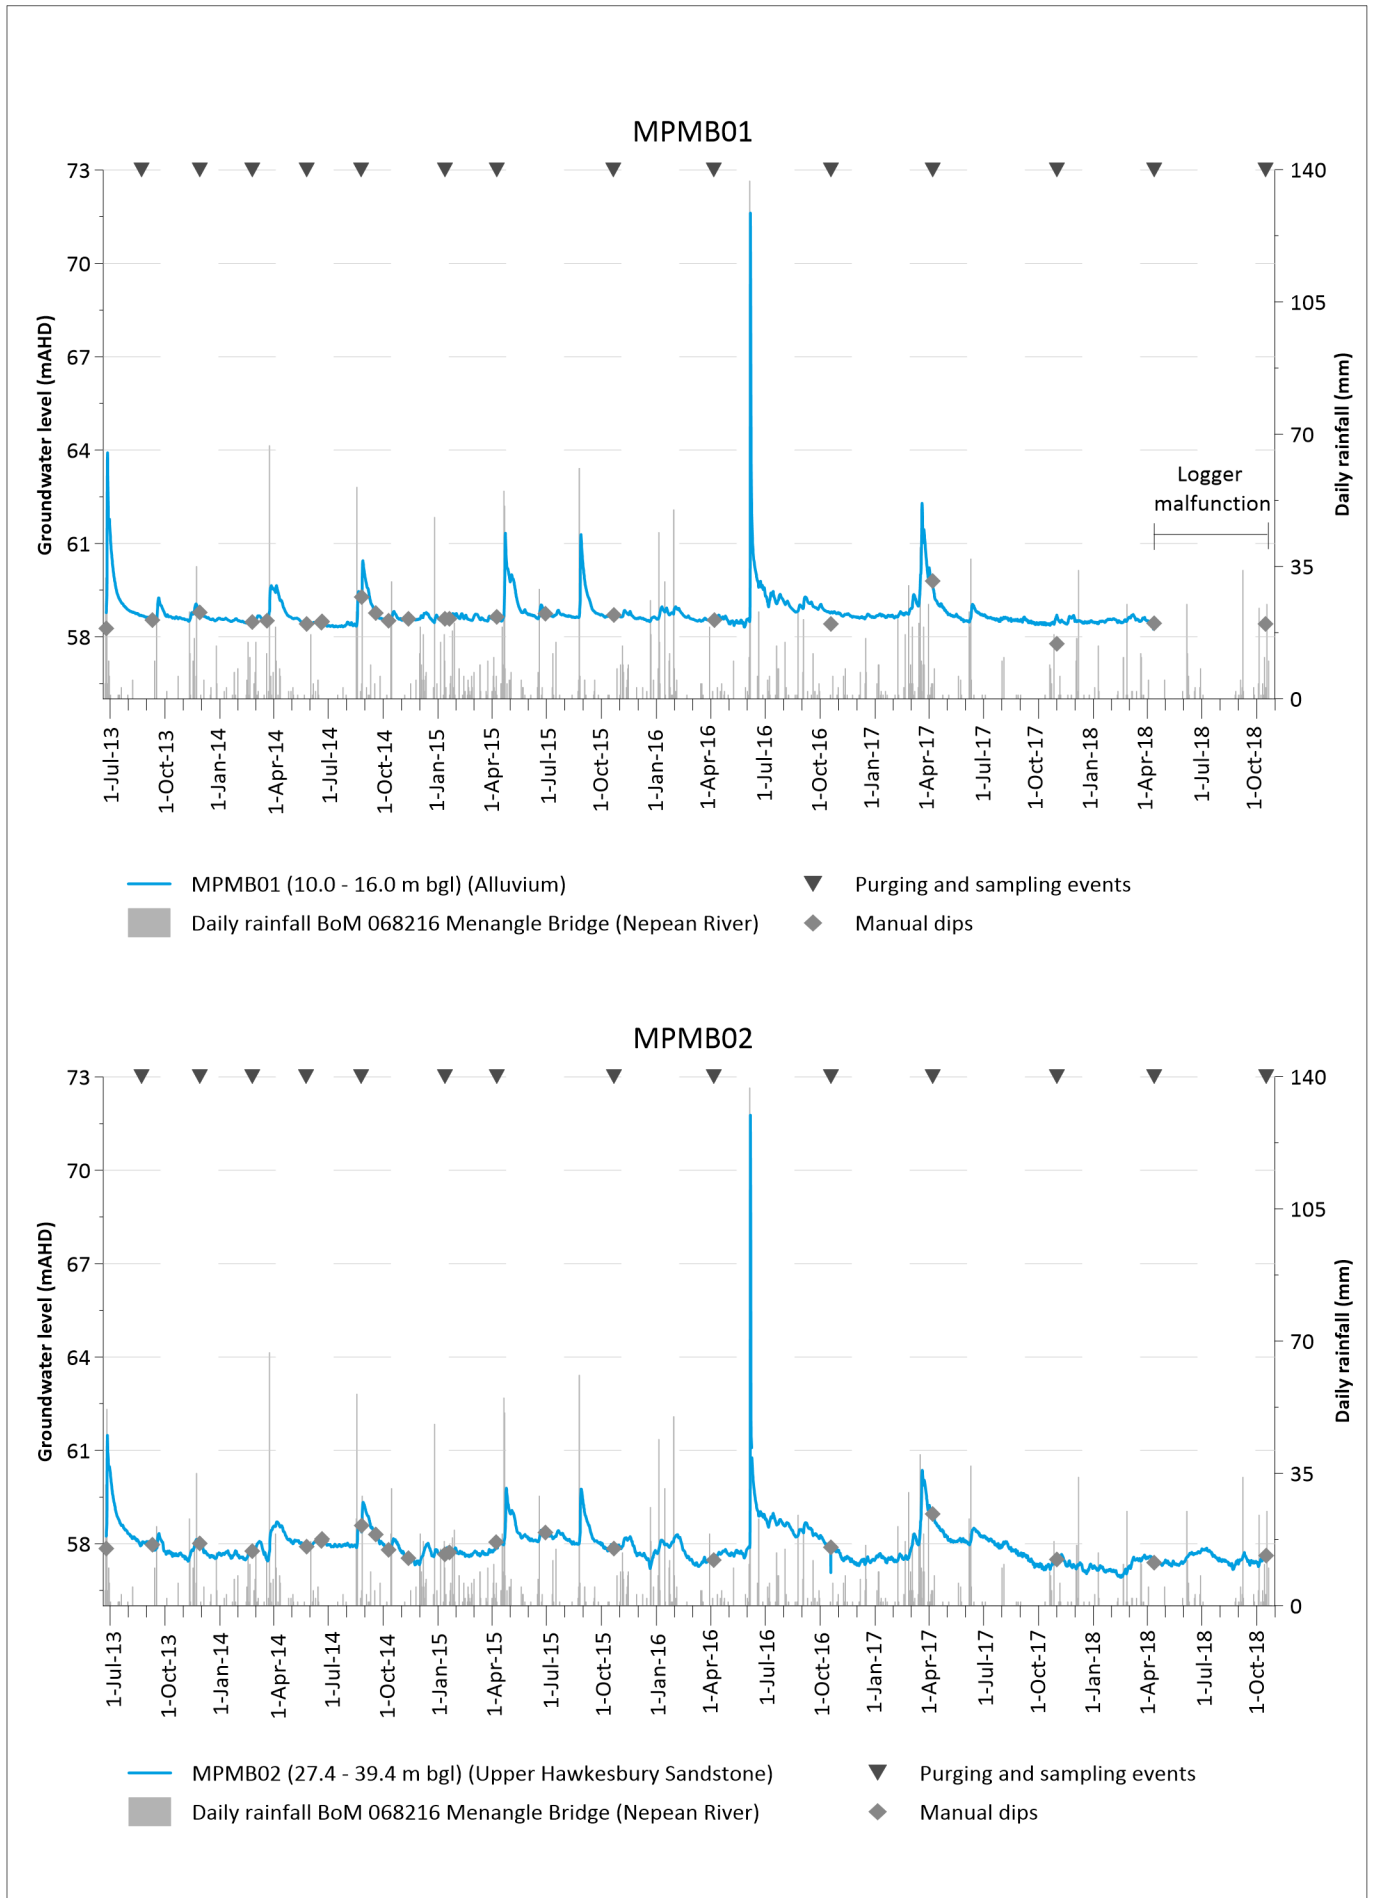 MPMB01
Groundwater level (mAHD)
73
70
67
64
61
58
140
105
70
35
0
Daily rainfall (mm)
Logger
malfunction
1-Jul-13
1-Oct-13
1-Jan-14
1-Apr-14
1-Jul-14
1-Oct-14
1-Jan-15
1-Apr-15
1-Jul-15
1-Oct-15
1-Jan-16
1-Apr-16
1-Jul-16
1-Oct-16
1-Jan-17
1-Apr-17
1-Jul-17
1-Oct-17
1-Jan-18
1-Apr-18
1-Jul-18
1-Oct-18
MPMB01 (10.0 - 16.0 m bgl) (Alluvium)
Purging and sampling events
Daily rainfall BoM 068216 Menangle Bridge (Nepean River)
Manual dips
MPMB02
Groundwater level (mAHD)
73
70
67
64
61
58
140
105
70
35
0
Daily rainfall (mm)
1-Jul-13
1-Oct-13
1-Jan-14
1-Apr-14
1-Jul-14
1-Oct-14
1-Jan-15
1-Apr-15
1-Jul-15
1-Oct-15
1-Jan-16
1-Apr-16
1-Jul-16
1-Oct-16
1-Jan-17
1-Apr-17
1-Jul-17
1-Oct-17
1-Jan-18
1-Apr-18
1-Jul-18
1-Oct-18
MPMB02 (27.4 - 39.4 m bgl) (Upper Hawkesbury Sandstone)
Purging and sampling events
Daily rainfall BoM 068216 Menangle Bridge (Nepean River)
Manual dips